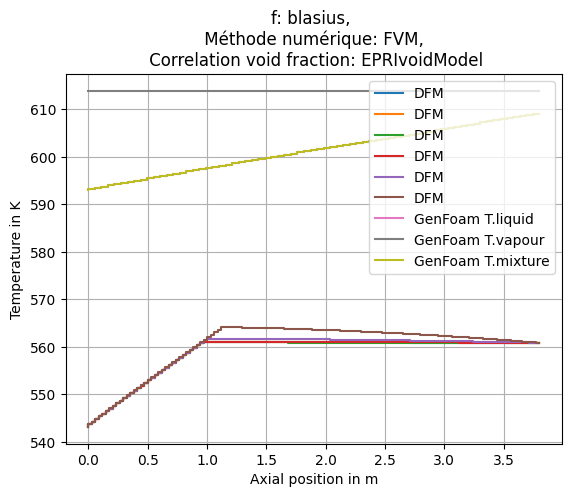 f: blasius,
Méthode numérique: FVM,
Correlation void fraction: EPRIvoidModel
Temperature in K
610
600
590
580
570
560
550
540
DFM
DFM
DFM
DFM
DFM
DFM
GenFoam T.liquid
GenFoam T.vapour
GenFoam T.mixture
0.0 0.5 1.0 1.5 2.0 2.5 3.0 3.5
Axial position in m